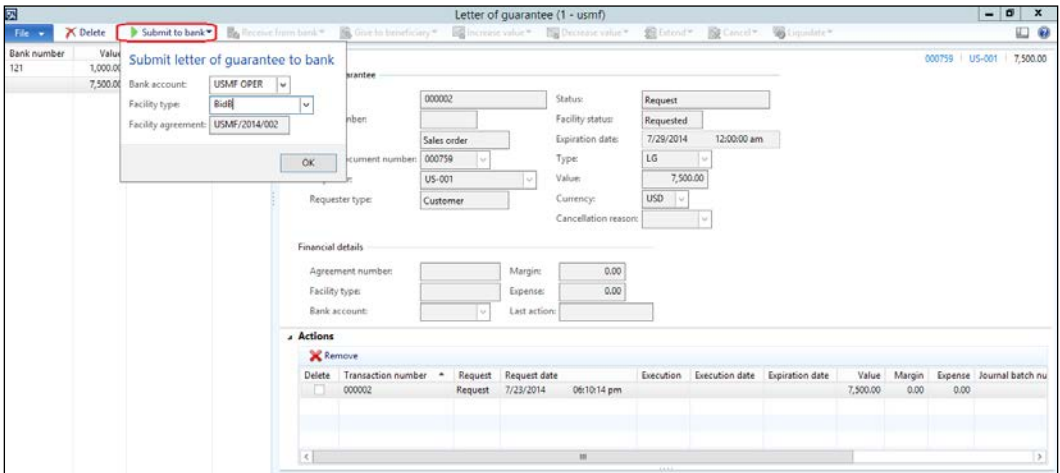 Letter of guarantee (1 - usmf)
File Delete Submit to bank Receive from bank Give to beneficiary Increase value Decrease value Extend Cancel Liquidate
Bank number Value
000759 US-001 7,500.00
121 1,000.00
7,500.00
Submit letter of guarantee to bank
Bank account: USMF OPER
Facility type: BidB
Facility agreement: USMF/2014/002
OK
000002 Status: Request
Facility status: Requested
Sales order Expiration date: 7/29/2014 12:00:00 am
000759 Type: LG
US-001 Value: 7,500.00
Requester type: Customer Currency: USD
Cancellation reason:
Financial details
Agreement number: Margin: 0.00
Facility type: Expense: 0.00
Bank account: Last action:
Actions
Remove
Delete Transaction number Request Request date Execution Execution date Expiration date Value Margin Expense Journal batch nu
000002 Request 7/23/2014 06:10:14 pm 7,500.00 0.00 0.00